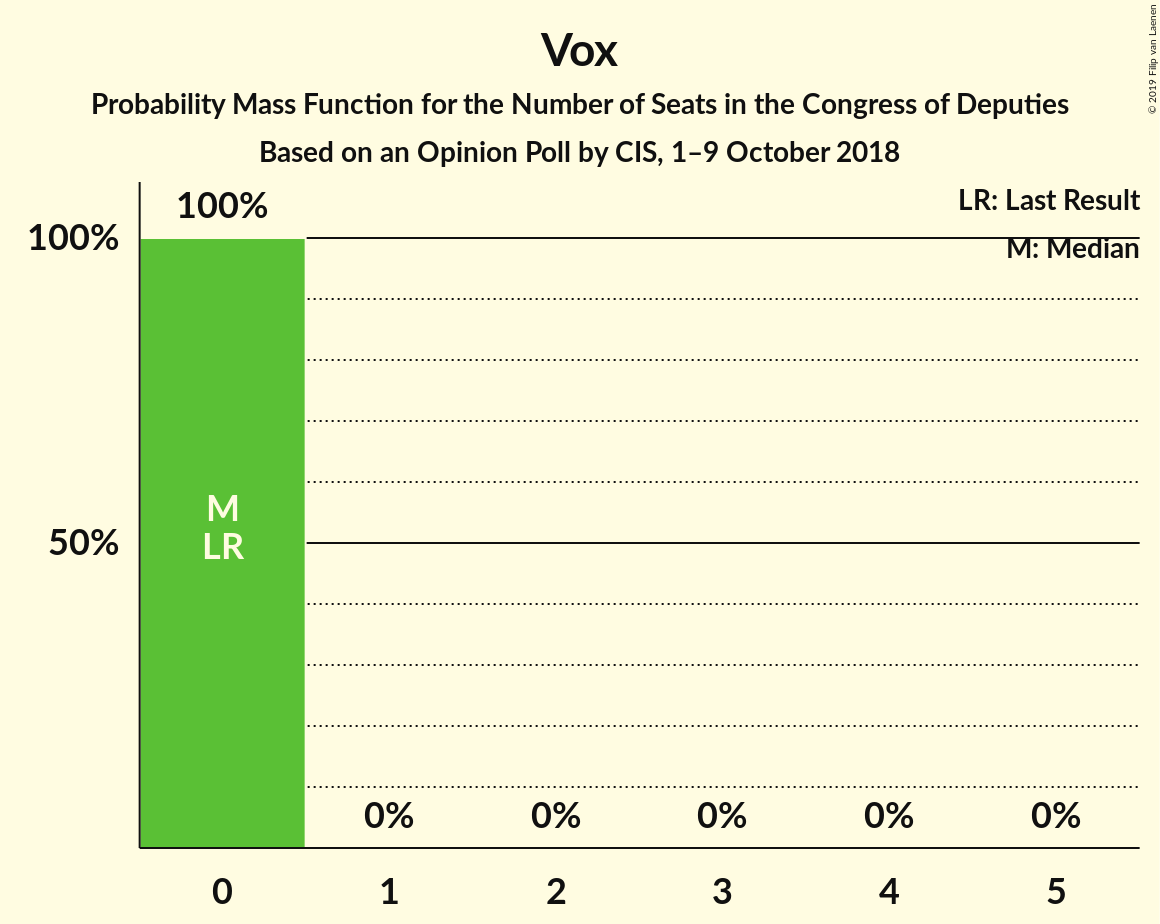 Vox
Probability Mass Function for the Number of Seats in the Congress of Deputies
Based on an Opinion Poll by CIS, 1–9 October 2018
© 2019 Filip van Laenen
LR: Last Result
M: Median
100%
100%
50%
M
LR
0% 0% 0% 0% 0%
0 1 2 3 4 5